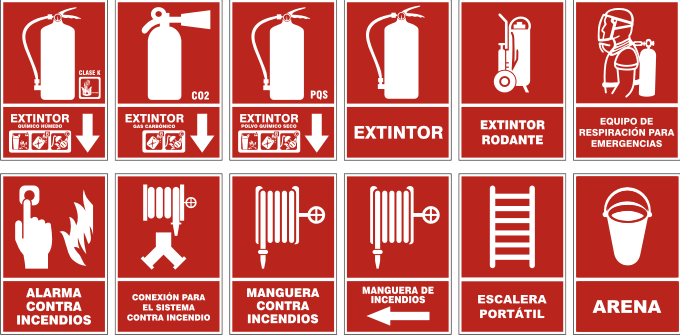 CLASE K
EXTINTOR
QUIMICO HÚMEDO
CO2
EXTINTOR
GAS CARBÓNICO
PQS
EXTINTOR
POLVO QUÍMICO SECO
EXTINTOR
EXTINTOR
RODANTE
EQUIPO DE
RESPIRACIÓN PARA
EMERGENCIAS
ALARMA
CONTRA
INCENDIOS
CONEXIÓN PARA
EL SISTEMA
CONTRA INCENDIO
MANGUERA
CONTRA
INCENDIOS
MANGUERA DE
INCENDIOS
ESCALERA
PORTÁTIL
ARENA